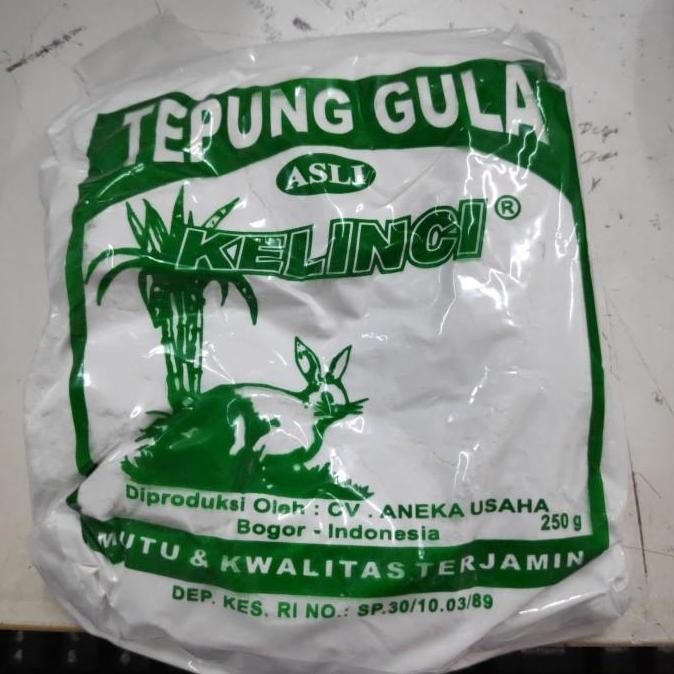 TEPUNG GULA
ASLI
KELINCI ®
Diproduksi Oleh : CV. ANEKA USAHA
Bogor - Indonesia
250 g
MUTU & KWALITAS TERJAMIN
DEP. KES. RI NO.: SP.30/10.03/89